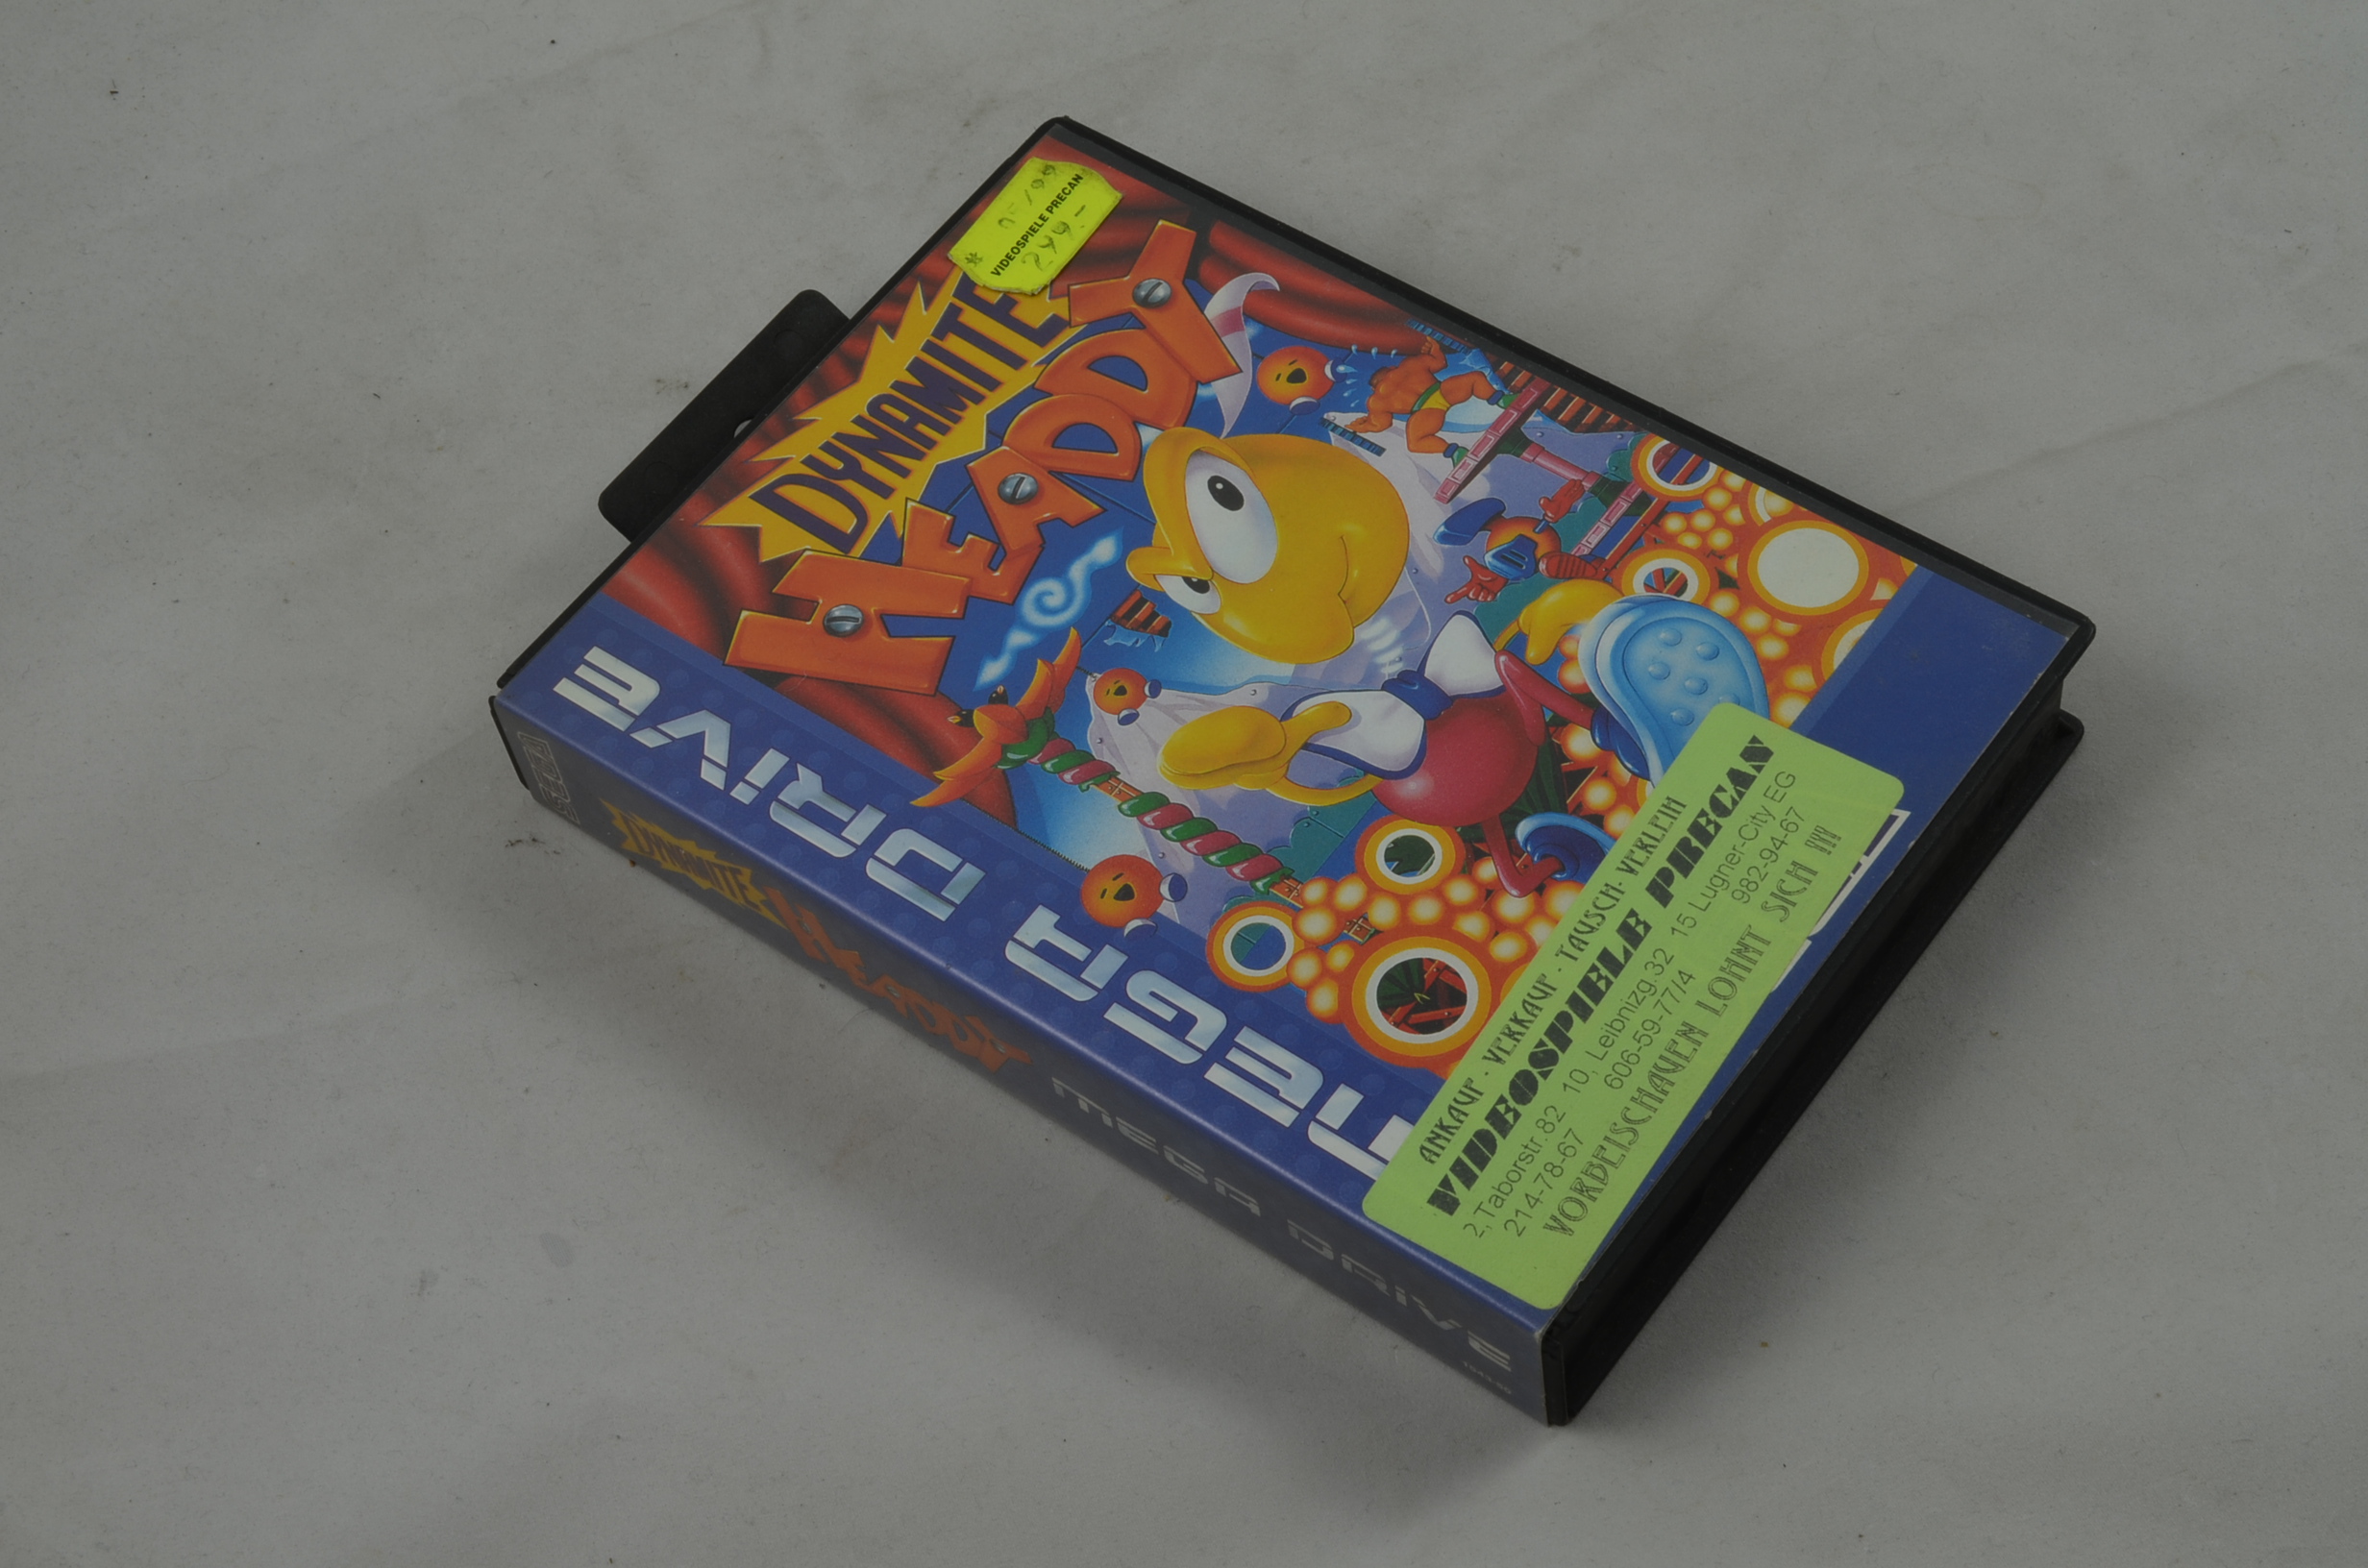 VIDEOSPIELE PRECAN
DYNAMITE
HEADDY
MEGA DRIVE
ANKAUF · VERKAUF · TAUSCH · VERLEIH
VIDEOSPIELE PRECAN
2, Taborstr.82 10, Leibnizg.32 15 Lugner-City EG
214-78-67 606-59-77/4 982-94-67
VORBEISCHAUEN LOHNT SICH !!!
SEGA
DYNAMITE HEADDY
MEGA DRIVE